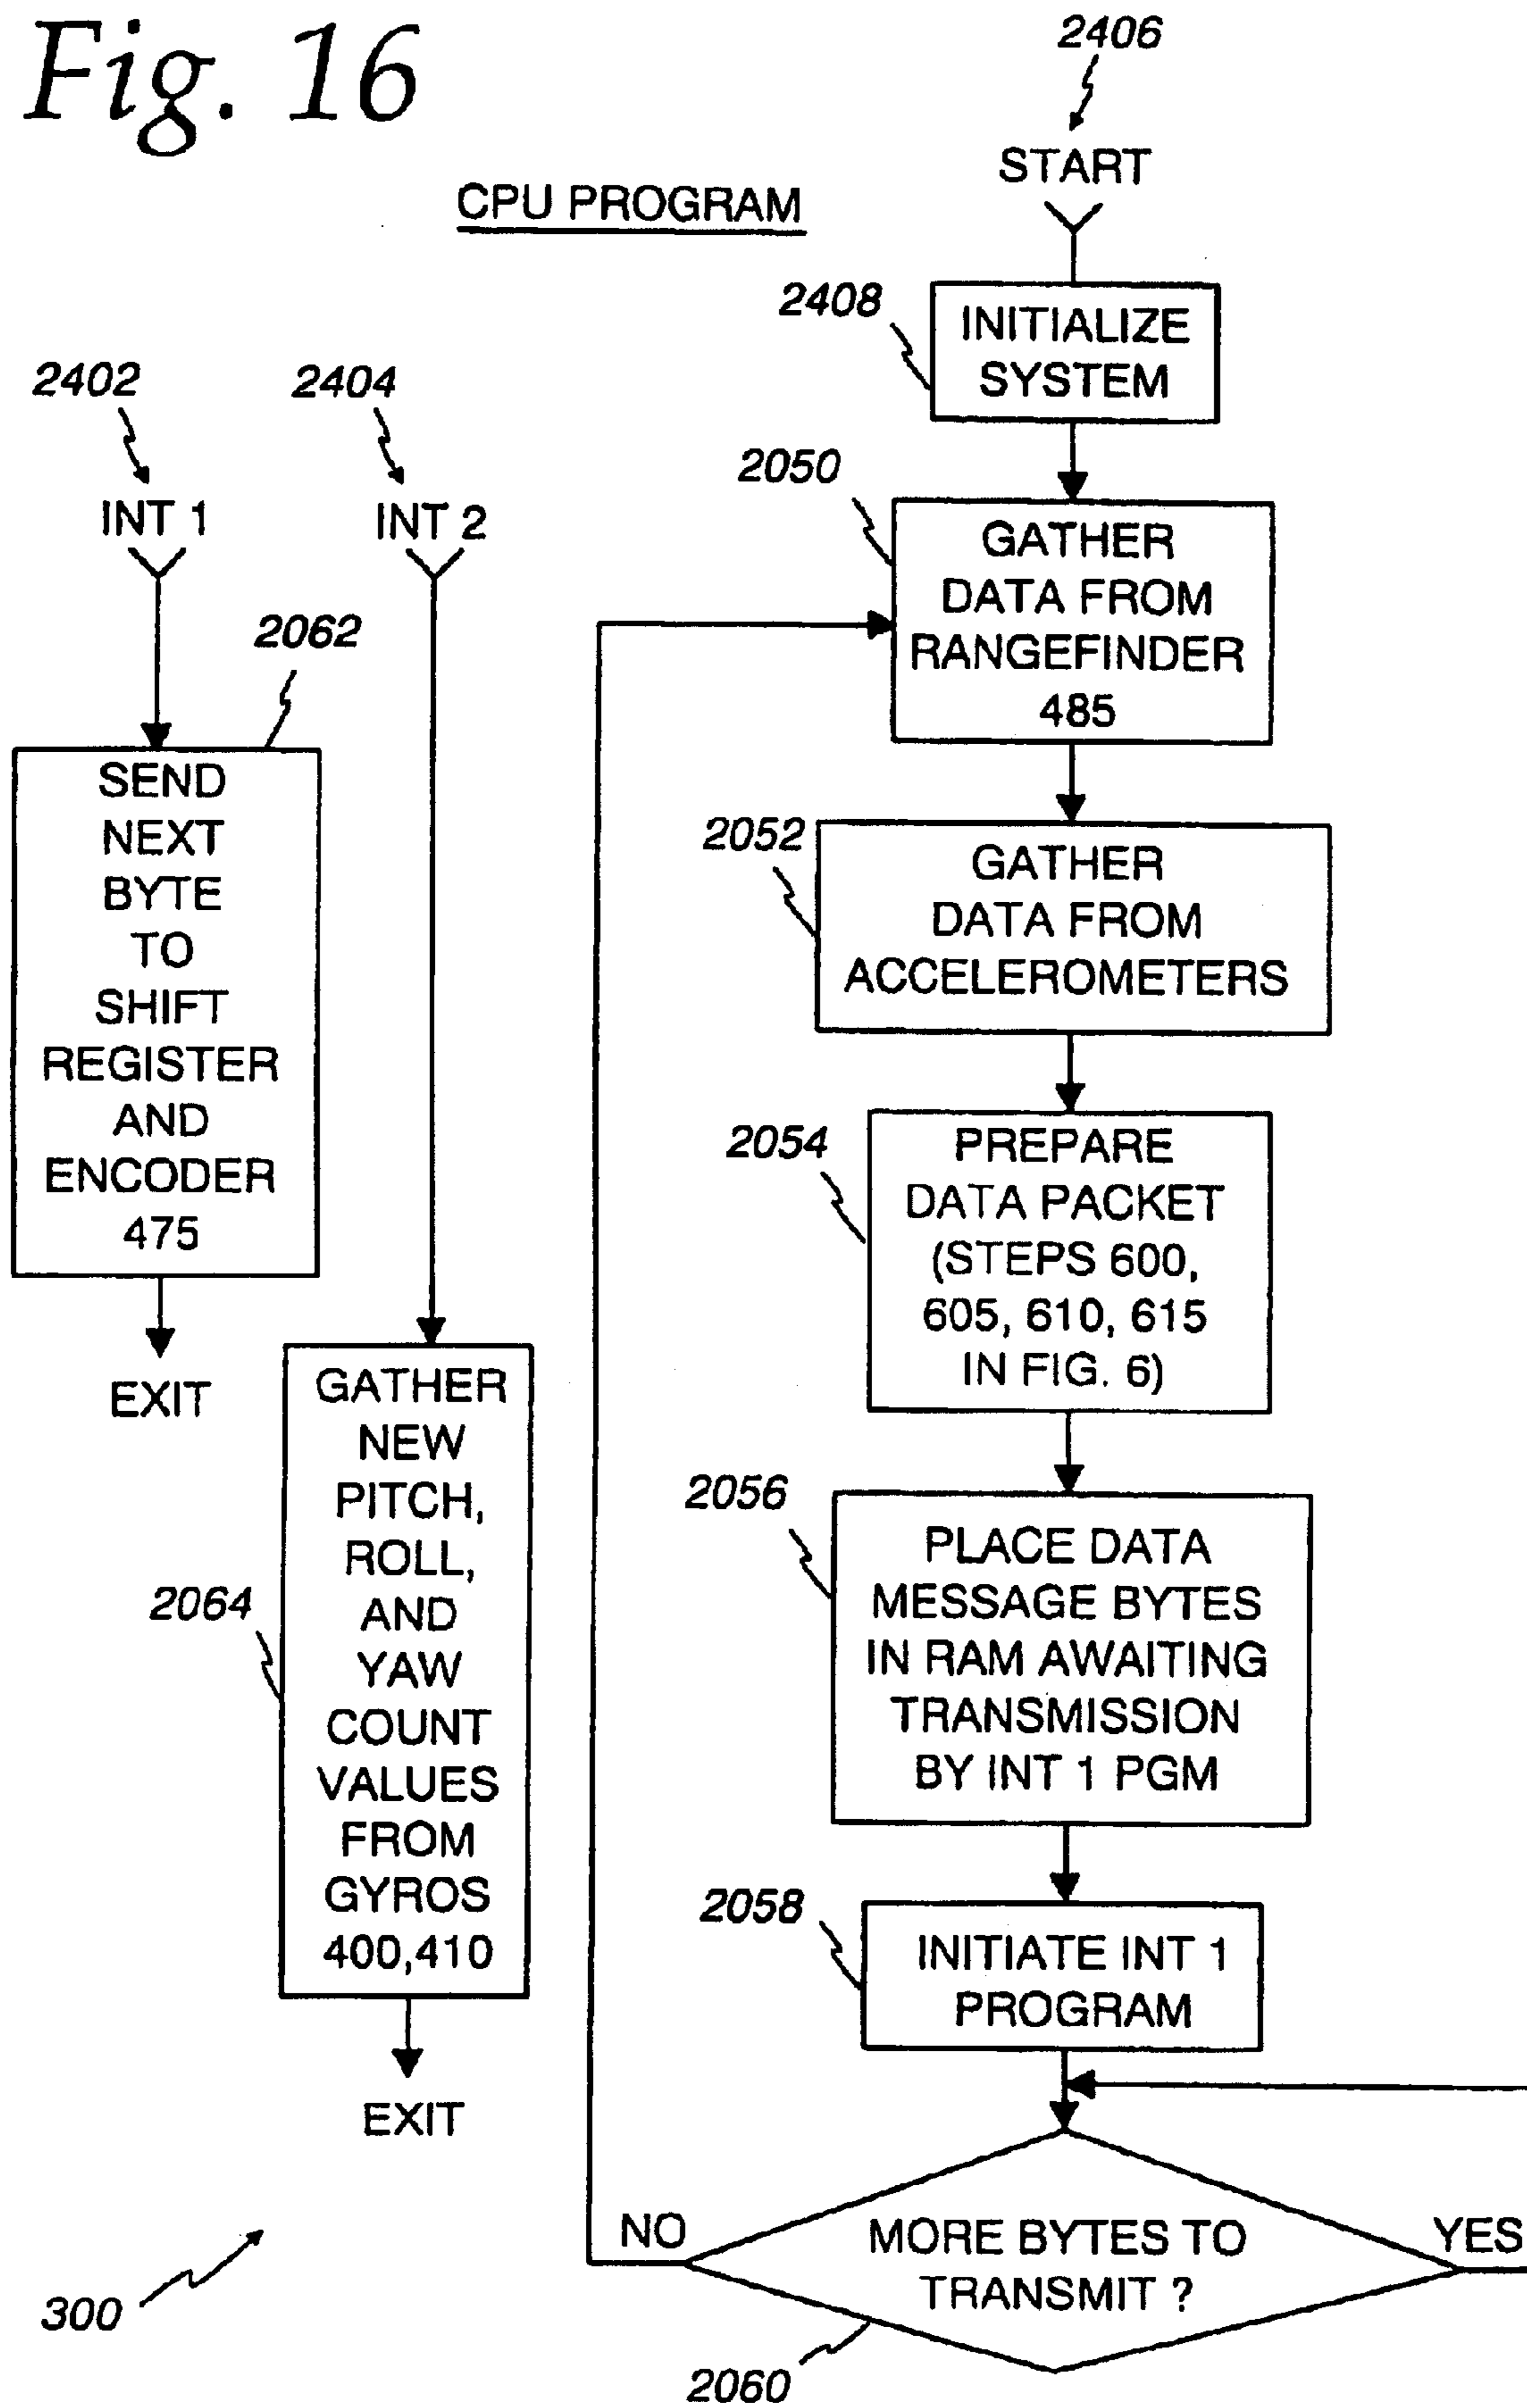 Fig. 16
2406
START
CPU PROGRAM
2408
INITIALIZE
SYSTEM
2402
2404
INT 1
INT 2
2050
GATHER
DATA FROM
RANGEFINDER
485
2062
SEND
NEXT
BYTE
TO
SHIFT
REGISTER
AND
ENCODER
475
EXIT
2052
GATHER
DATA FROM
ACCELEROMETERS
2054
PREPARE
DATA PACKET
(STEPS 600,
605, 610, 615
IN FIG. 6)
2064
GATHER
NEW
PITCH,
ROLL,
AND
YAW
COUNT
VALUES
FROM
GYROS
400,410
EXIT
2056
PLACE DATA
MESSAGE BYTES
IN RAM AWAITING
TRANSMISSION
BY INT 1 PGM
2058
INITIATE INT 1
PROGRAM
NO
MORE BYTES TO
TRANSMIT ?
YES
2060
300